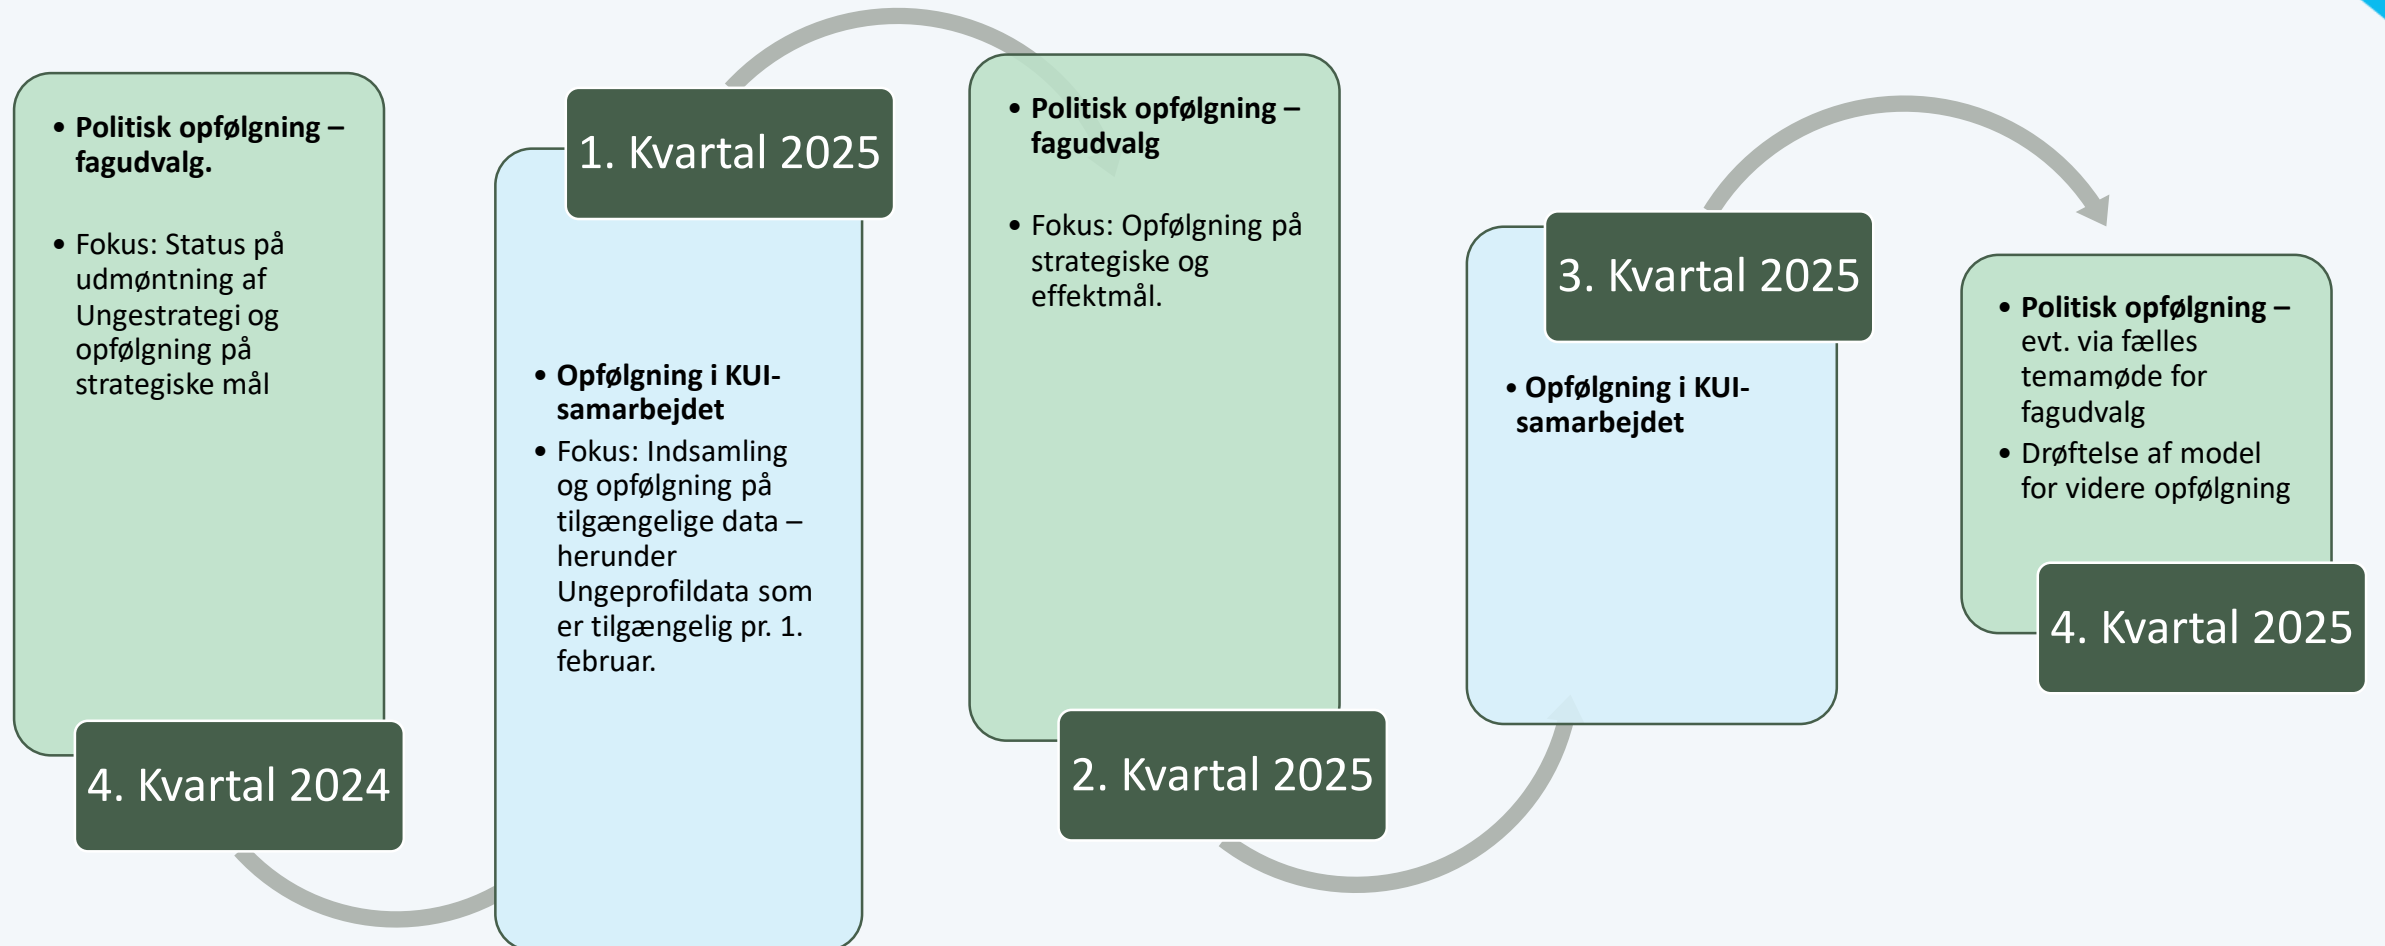 • Politisk opfølgning –
fagudvalg.
• Fokus: Status på
udmøntning af
Ungestrategi og
opfølgning på
strategiske mål
4. Kvartal 2024
1. Kvartal 2025
• Opfølgning i KUI-
samarbejdet
• Fokus: Indsamling
og opfølgning på
tilgængelige data –
herunder
Ungeprofildata som
er tilgængelig pr. 1.
februar.
• Politisk opfølgning –
fagudvalg
• Fokus: Opfølgning på
strategiske og
effektmål.
2. Kvartal 2025
3. Kvartal 2025
• Opfølgning i KUI-
samarbejdet
• Politisk opfølgning –
evt. via fælles
temamøde for
fagudvalg
• Drøftelse af model
for videre opfølgning
4. Kvartal 2025